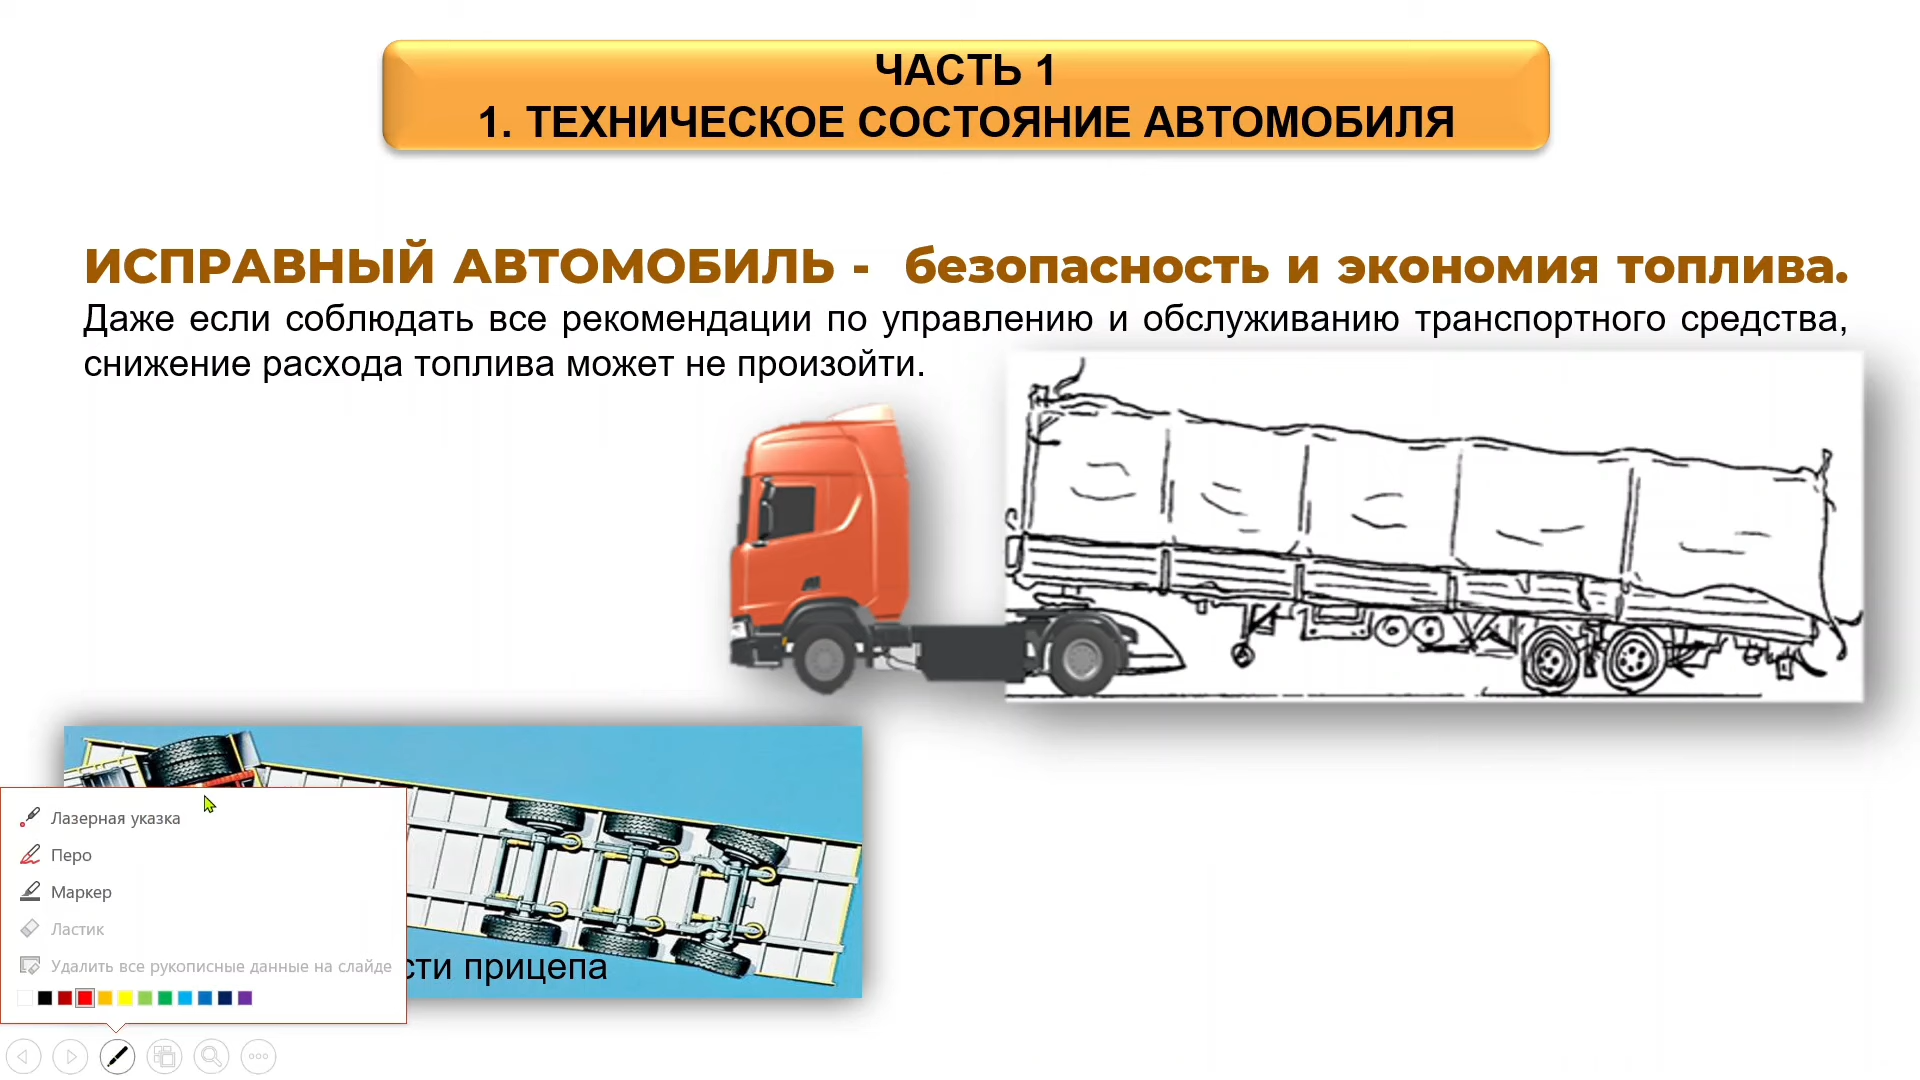 ЧАСТЬ 1
1. ТЕХНИЧЕСКОЕ СОСТОЯНИЕ АВТОМОБИЛЯ
ИСПРАВНЫЙ АВТОМОБИЛЬ - безопасность и экономия топлива.
Даже если соблюдать все рекомендации по управлению и обслуживанию транспортного средства,
снижение расхода топлива может не произойти.
Лазерная указка
Перо
Маркер
Ластик
Удалить все рукописные данные на слайде
прицепа